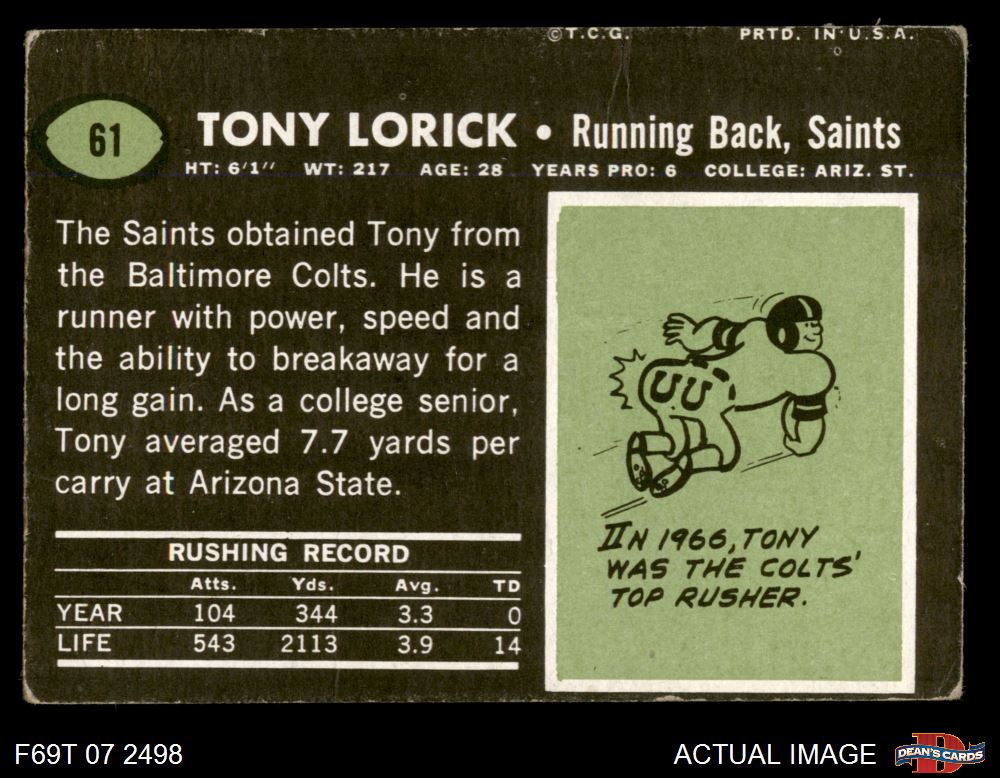 ©T.C.G. PRTD. IN U.S.A.
61
TONY LORICK • Running Back, Saints
HT: 6'1" WT: 217 AGE: 28 YEARS PRO: 6 COLLEGE: ARIZ. ST.
The Saints obtained Tony from
the Baltimore Colts. He is a
runner with power, speed and
the ability to breakaway for a
long gain. As a college senior,
Tony averaged 7.7 yards per
carry at Arizona State.
RUSHING RECORD
Atts. Yds. Avg. TD
YEAR 104 344 3.3 0
LIFE 543 2113 3.9 14
IN 1966, TONY
WAS THE COLTS'
TOP RUSHER.
F69T 07 2498
ACTUAL IMAGE
D
DEAN'S CARDS